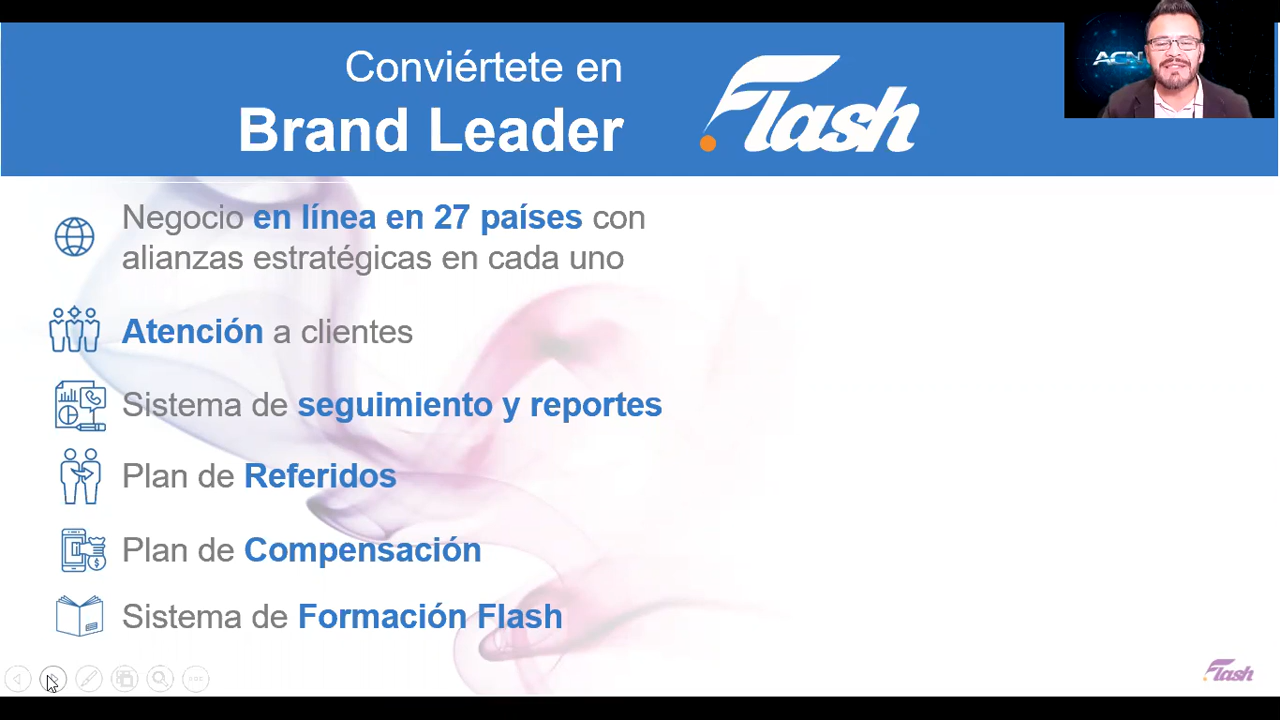 Conviértete en
Brand Leader
Flash
ACN
Negocio en línea en 27 países con
alianzas estratégicas en cada uno
Atención a clientes
Sistema de seguimiento y reportes
Plan de Referidos
Plan de Compensación
Sistema de Formación Flash
Flash